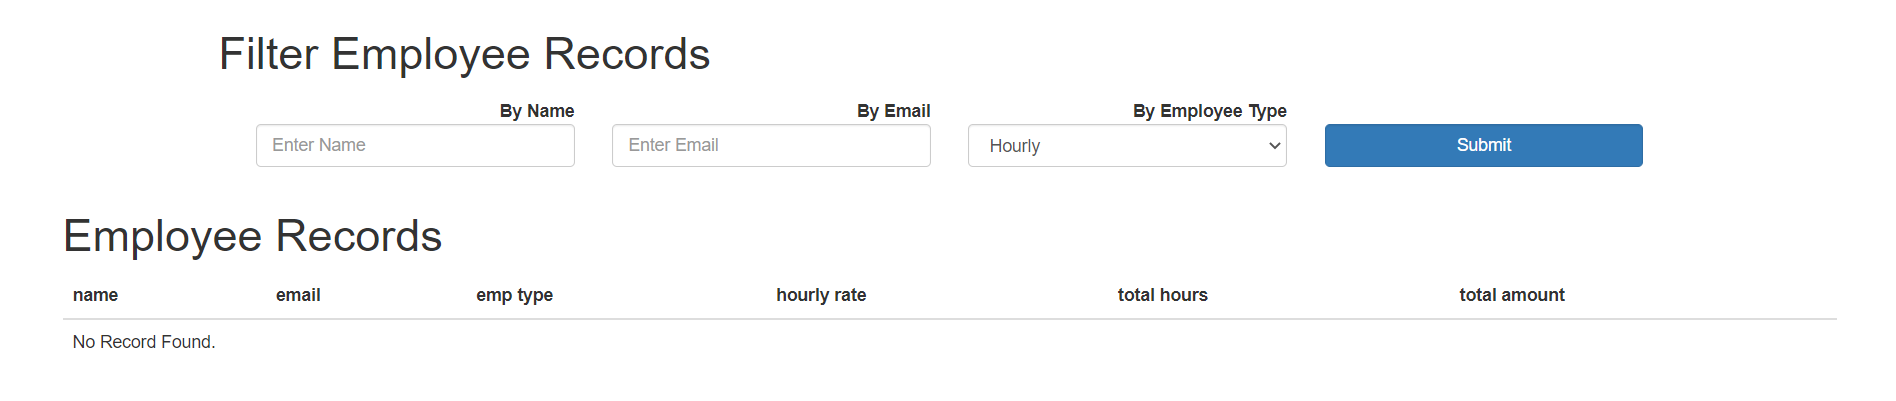 Filter Employee Records
By Name By Email By Employee Type
Enter Name Enter Email Hourly Submit
Employee Records
name email emp type hourly rate total hours total amount
No Record Found.